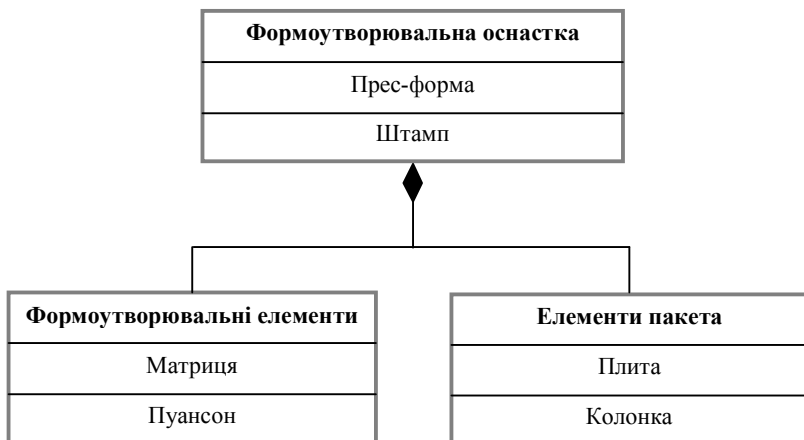 Формоутворювальна оснастка
Прес-форма
Штамп
Формоутворювальні елементи
Матриця
Пуансон
Елементи пакета
Плита
Колонка